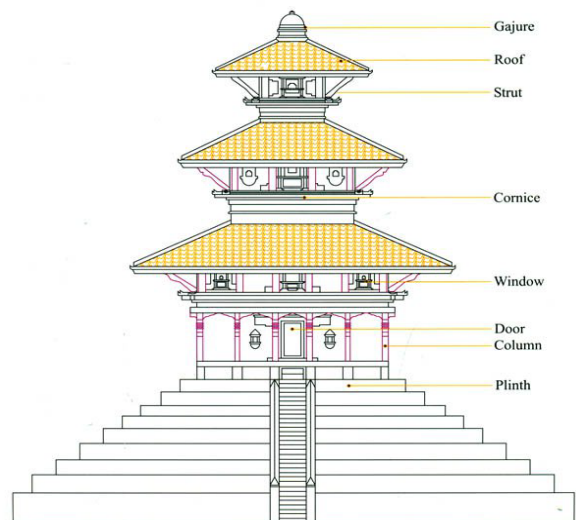 Gajure
Roof
Strut
Cornice
Window
Door
Column
Plinth